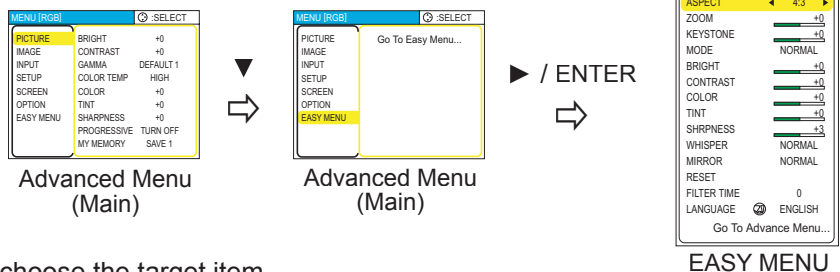 MENU [RGB] :SELECT
PICTURE BRIGHT +0
IMAGE CONTRAST +0
INPUT GAMMA DEFAULT 1
SETUP COLOR TEMP HIGH
SCREEN COLOR +0
OPTION TINT +0
EASY MENU SHARPNESS +0
PROGRESSIVE TURN OFF
MY MEMORY SAVE 1
Advanced Menu
(Main)
▼
MENU [RGB] :SELECT
PICTURE Go To Easy Menu...
IMAGE
INPUT
SETUP
SCREEN
OPTION
EASY MENU
Advanced Menu
(Main)
► / ENTER
ASPECT 4:3
ZOOM +0
KEYSTONE +0
MODE NORMAL
BRIGHT +0
CONTRAST +0
COLOR +0
TINT +0
SHRPNESS +3
WHISPER NORMAL
MIRROR NORMAL
RESET
FILTER TIME 0
LANGUAGE ENGLISH
Go To Advance Menu...
EASY MENU
choose the target item